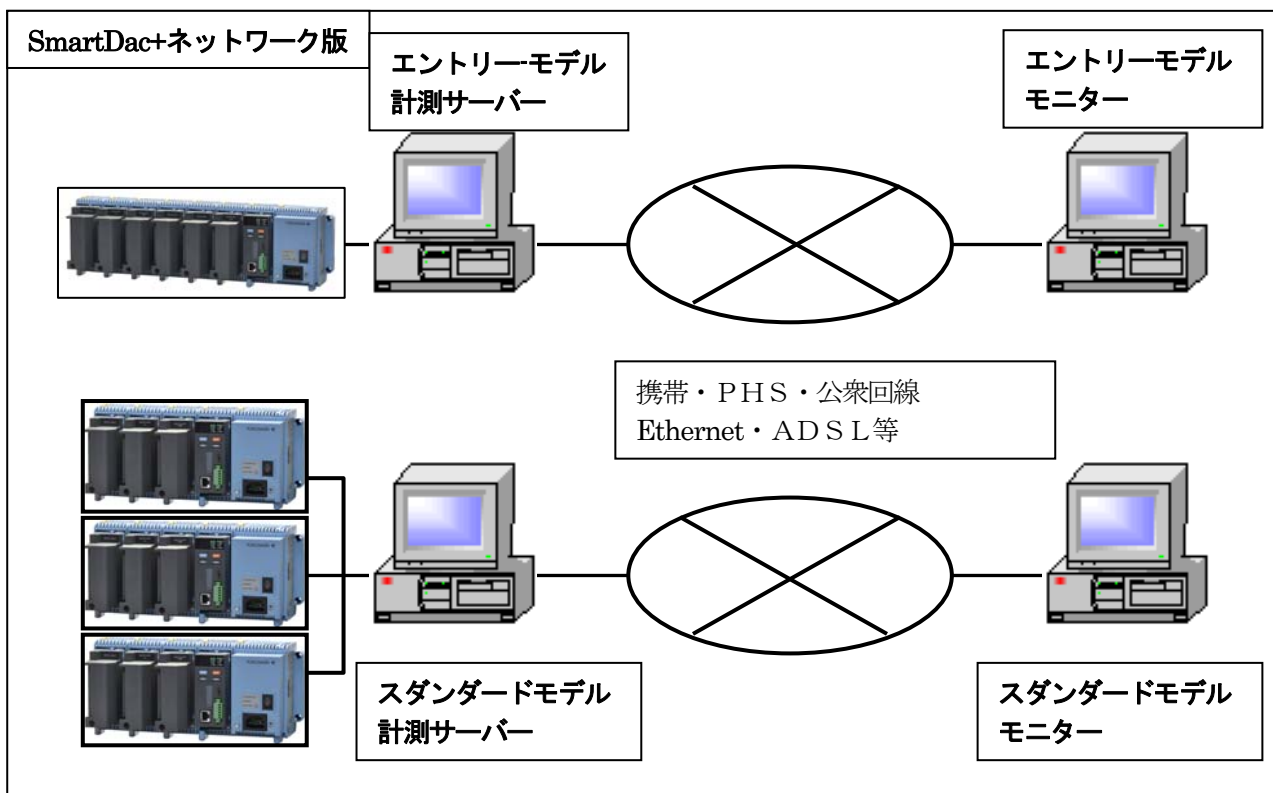 SmartDac+ネットワーク版
エントリー-モデル
計測サーバー
エントリーモデル
モニター
携帯・ＰＨＳ・公衆回線
Ethernet・ＡＤＳＬ等
スダンダードモデル
計測サーバー
スダンダードモデル
モニター